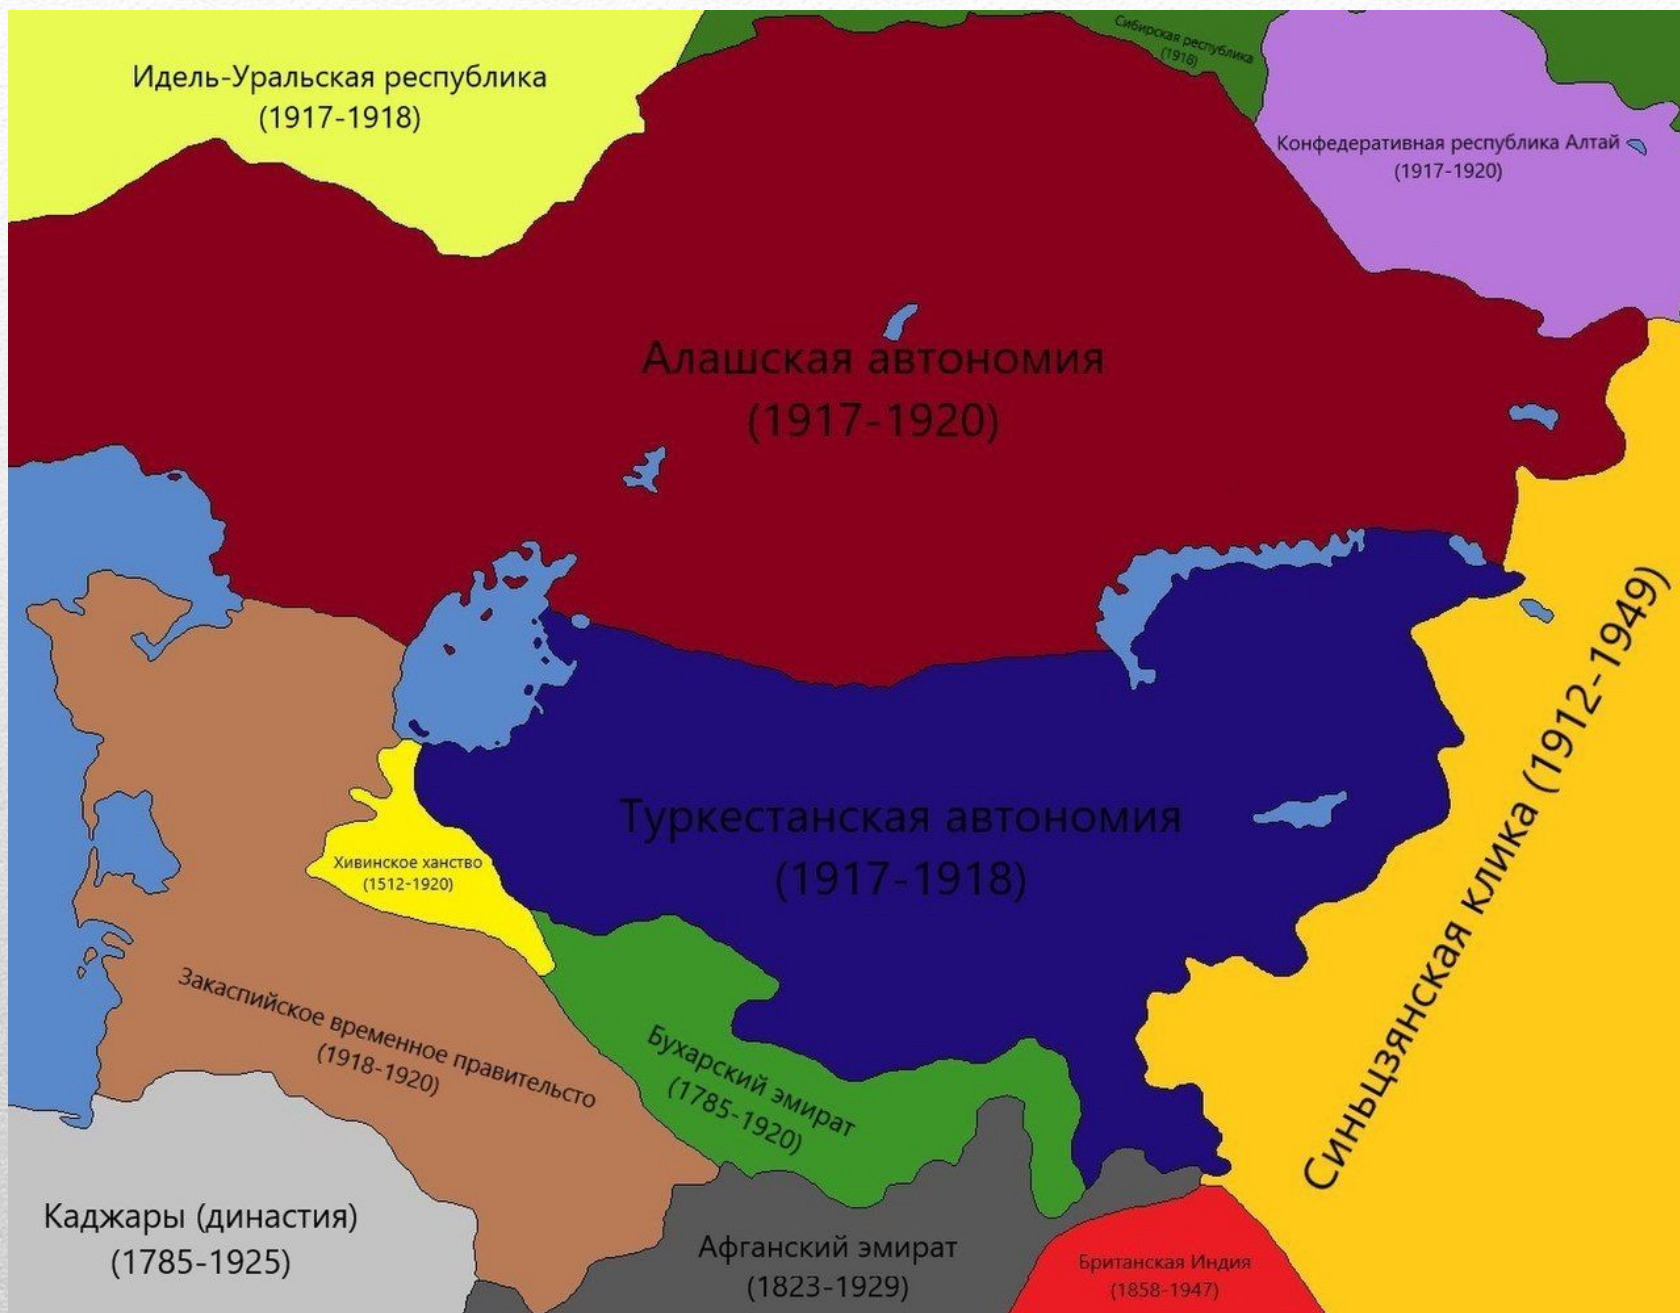 Сибирская республика
(1918)
Идель-Уральская республика
(1917-1918)
Конфедеративная республика Алтай
(1917-1920)
Алашская автономия
(1917-1920)
Синьцзянская клика (1912-1949)
Туркестанская автономия
(1917-1918)
Хивинское ханство
(1512-1920)
Закаспийское временное правительсто
(1918-1920)
Бухарский эмират
(1785-1920)
Каджары (династия)
(1785-1925)
Афганский эмират
(1823-1929)
Британская Индия
(1858-1947)